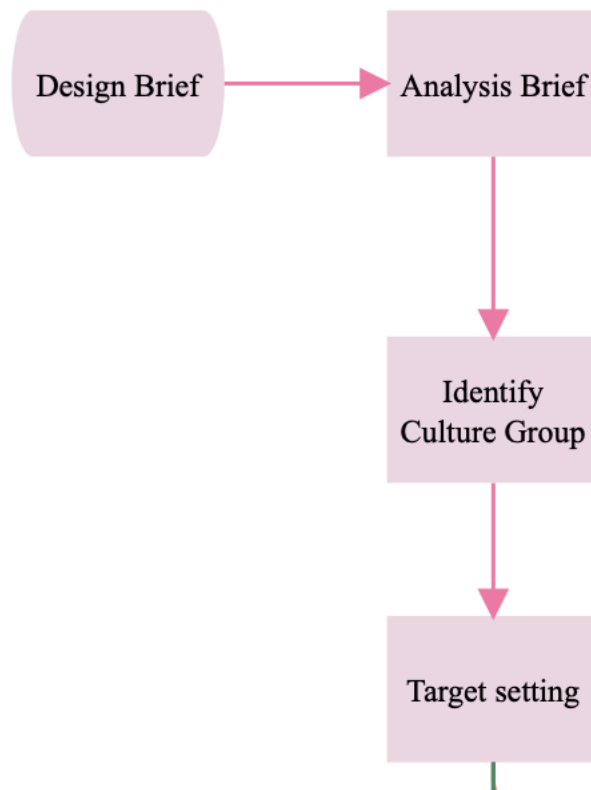 Design Brief
Analysis Brief
Identify
Culture Group
Target setting